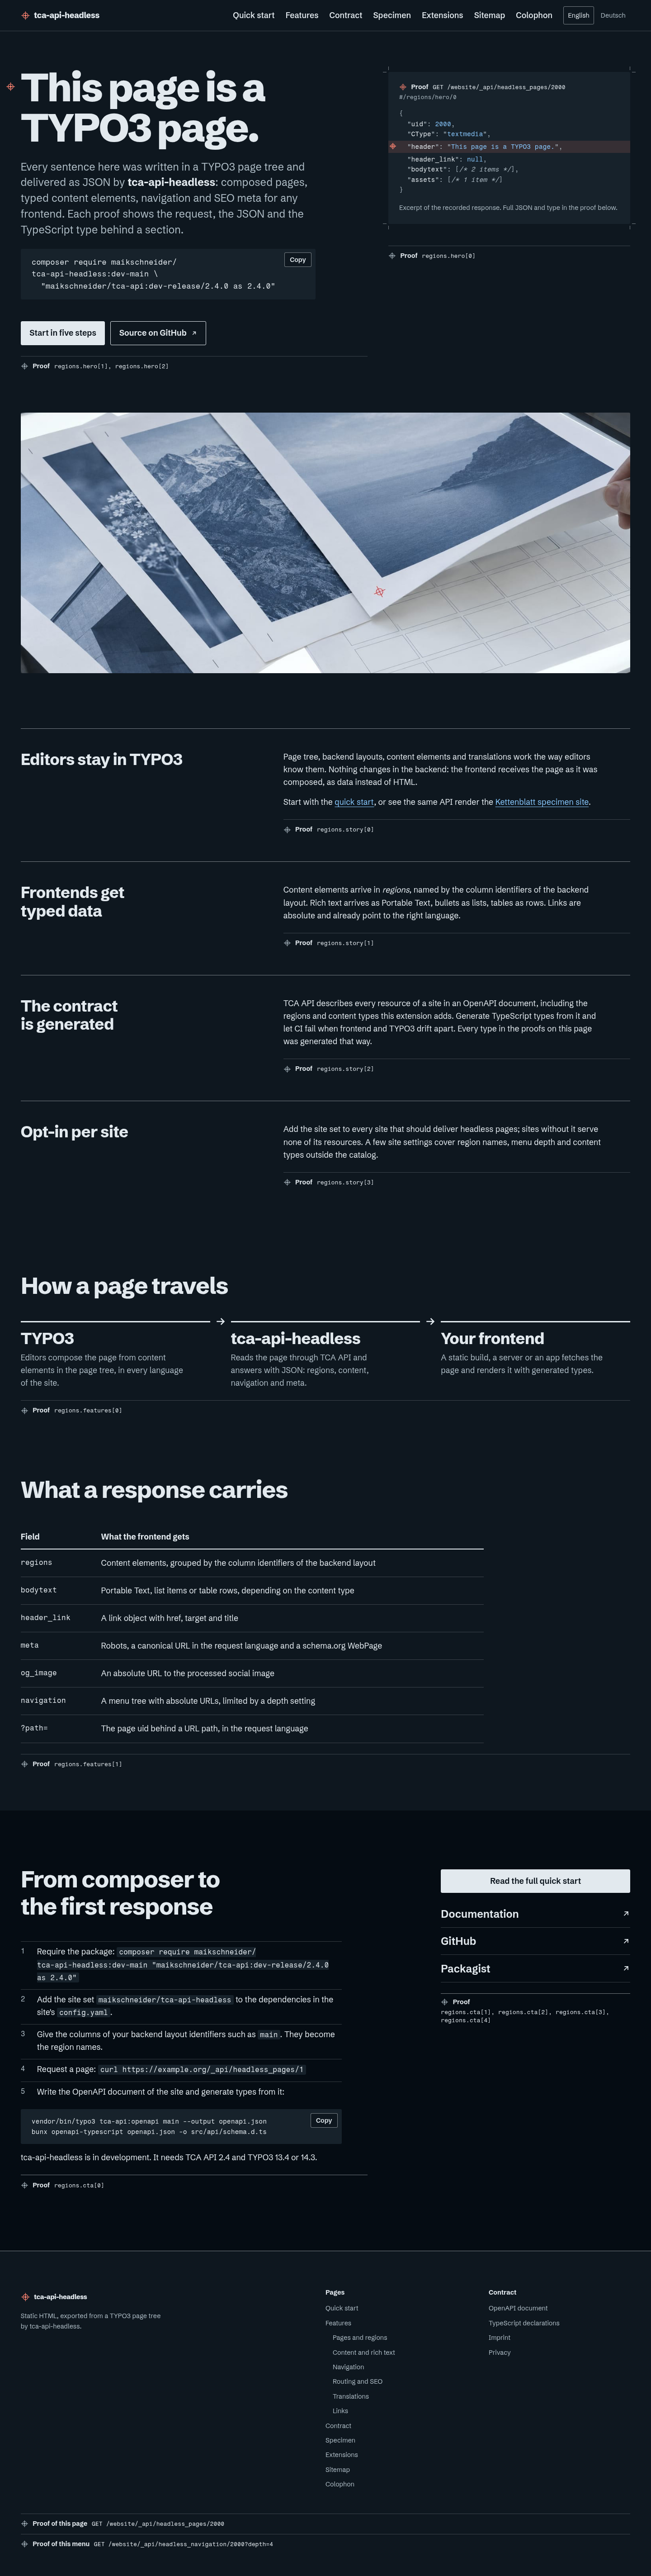 tca-api-headless
Quick start
Features
Contract
Specimen
Extensions
Sitemap
Colophon
English
Deutsch
This page is a
TYPO3 page.
Every sentence here was written in a TYPO3 page tree and
delivered as JSON by tca-api-headless: composed pages,
typed content elements, navigation and SEO meta for any
frontend. Each proof shows the request, the JSON and the
TypeScript type behind a section.
composer require maikschneider/
tca-api-headless:dev-main \
"maikschneider/tca-api:dev-release/2.4.0 as 2.4.0"
Copy
Start in five steps
Source on GitHub ↗
Proof regions.hero[1], regions.hero[2]
Proof GET /website/_api/headless_pages/2000
#/regions/hero/0
{
"uid": 2000,
"CType": "textmedia",
"header": "This page is a TYPO3 page.",
"header_link": null,
"bodytext": [/* 2 items */],
"assets": [/* 1 item */]
}
Excerpt of the recorded response. Full JSON and type in the proof below.
Proof regions.hero[0]
Editors stay in TYPO3
Page tree, backend layouts, content elements and translations work the way editors
know them. Nothing changes in the backend: the frontend receives the page as it was
composed, as data instead of HTML.
Start with the quick start, or see the same API render the Kettenblatt specimen site.
Proof regions.story[0]
Frontends get
typed data
Content elements arrive in regions, named by the column identifiers of the backend
layout. Rich text arrives as Portable Text, bullets as lists, tables as rows. Links are
absolute and already point to the right language.
Proof regions.story[1]
The contract
is generated
TCA API describes every resource of a site in an OpenAPI document, including the
regions and content types this extension adds. Generate TypeScript types from it and
let CI fail when frontend and TYPO3 drift apart. Every type in the proofs on this page
was generated that way.
Proof regions.story[2]
Opt-in per site
Add the site set to every site that should deliver headless pages; sites without it serve
none of its resources. A few site settings cover region names, menu depth and content
types outside the catalog.
Proof regions.story[3]
How a page travels
TYPO3
Editors compose the page from content
elements in the page tree, in every language
of the site.
→
tca-api-headless
Reads the page through TCA API and
answers with JSON: regions, content,
navigation and meta.
→
Your frontend
A static build, a server or an app fetches the
page and renders it with generated types.
Proof regions.features[0]
What a response carries
Field What the frontend gets
regions Content elements, grouped by the column identifiers of the backend layout
bodytext Portable Text, list items or table rows, depending on the content type
header_link A link object with href, target and title
meta Robots, a canonical URL in the request language and a schema.org WebPage
og_image An absolute URL to the processed social image
navigation A menu tree with absolute URLs, limited by a depth setting
?path= The page uid behind a URL path, in the request language
Proof regions.features[1]
From composer to
the first response
1 Require the package: composer require maikschneider/
tca-api-headless:dev-main "maikschneider/tca-api:dev-release/2.4.0
as 2.4.0"
2 Add the site set maikschneider/tca-api-headless to the dependencies in the
site's config.yaml.
3 Give the columns of your backend layout identifiers such as main. They become
the region names.
4 Request a page: curl https://example.org/_api/headless_pages/1
5 Write the OpenAPI document of the site and generate types from it:
vendor/bin/typo3 tca-api:openapi main --output openapi.json
bunx openapi-typescript openapi.json -o src/api/schema.d.ts
Copy
tca-api-headless is in development. It needs TCA API 2.4 and TYPO3 13.4 or 14.3.
Proof regions.cta[0]
Read the full quick start
Documentation ↗
GitHub ↗
Packagist ↗
Proof
regions.cta[1], regions.cta[2], regions.cta[3],
regions.cta[4]
tca-api-headless
Static HTML, exported from a TYPO3 page tree
by tca-api-headless.
Pages
Quick start
Features
Pages and regions
Content and rich text
Navigation
Routing and SEO
Translations
Links
Contract
Specimen
Extensions
Sitemap
Colophon
Contract
OpenAPI document
TypeScript declarations
Imprint
Privacy
Proof of this page GET /website/_api/headless_pages/2000
Proof of this menu GET /website/_api/headless_navigation/2000?depth=4